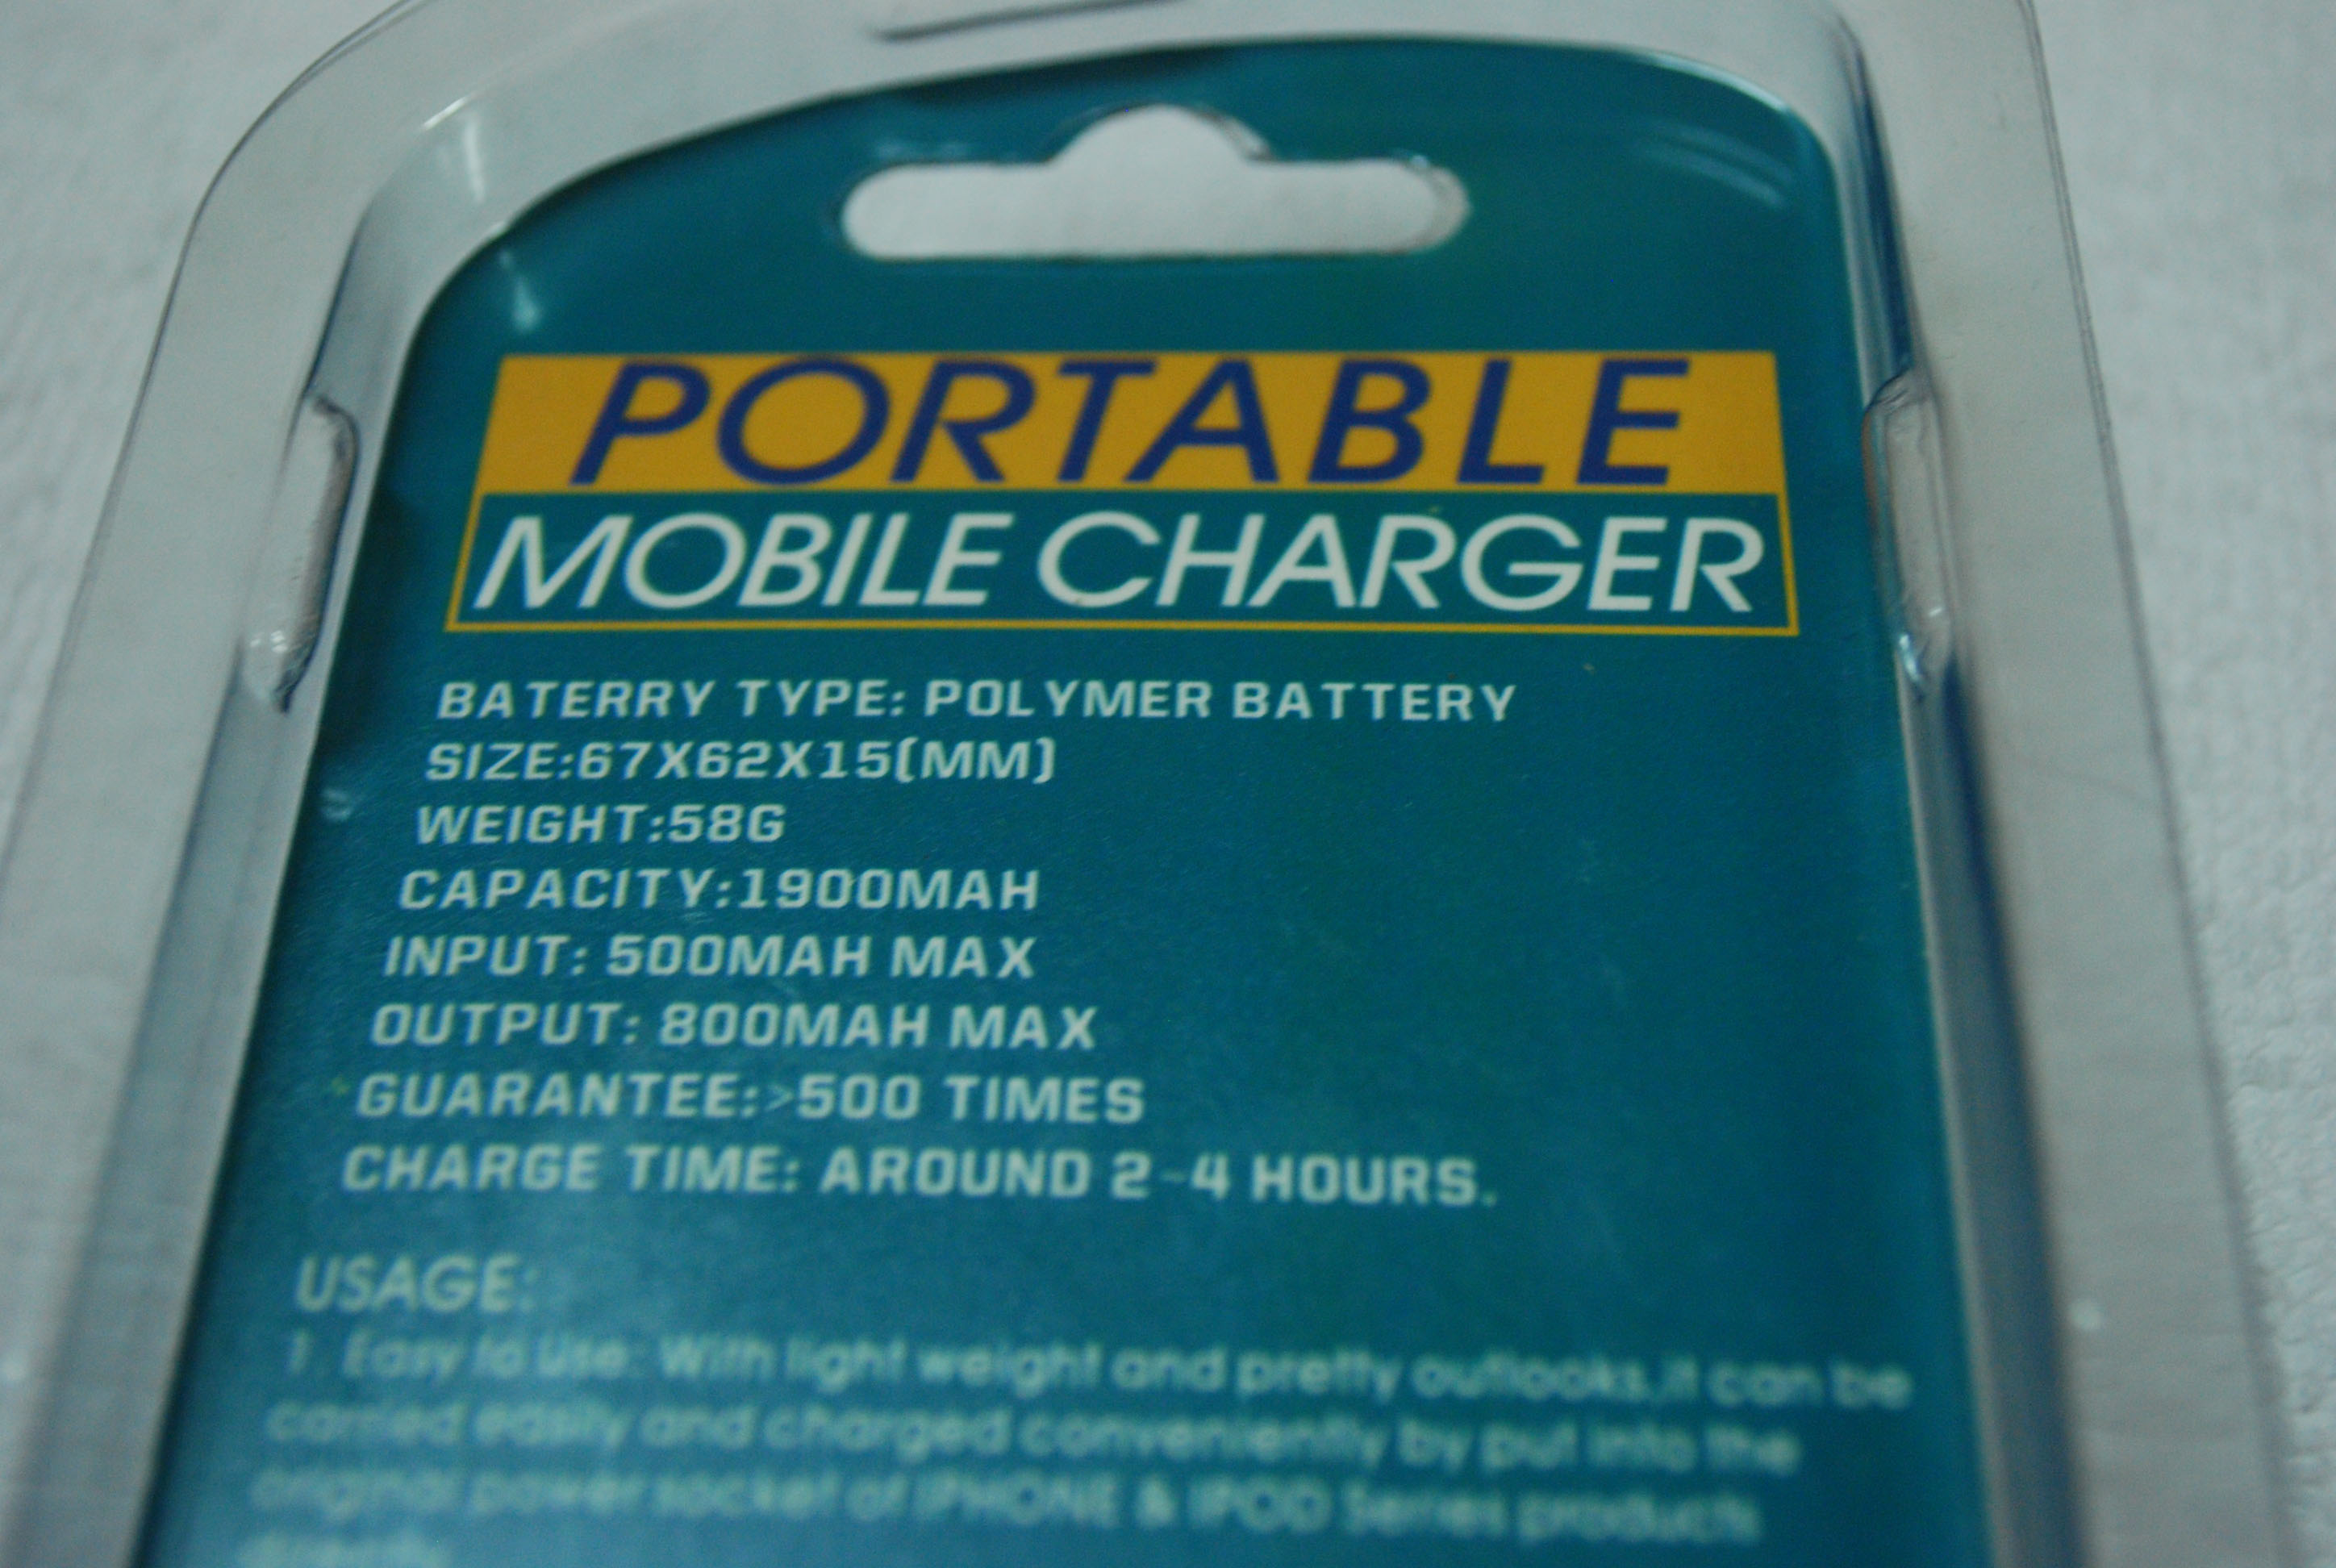 PORTABLE
MOBILE CHARGER
BATERRY TYPE: POLYMER BATTERY
SIZE:67X62X15(MM)
WEIGHT:58G
CAPACITY:1900MAH
INPUT: 500MAH MAX
OUTPUT: 800MAH MAX
GUARANTEE:>500 TIMES
CHARGE TIME: AROUND 2-4 HOURS.
USAGE:
1. Easy to Use: With light weight and pretty outlooks,it can be
carried easily and charged conveniently by put into the
original power socket of IPHONE & IPOD Series products